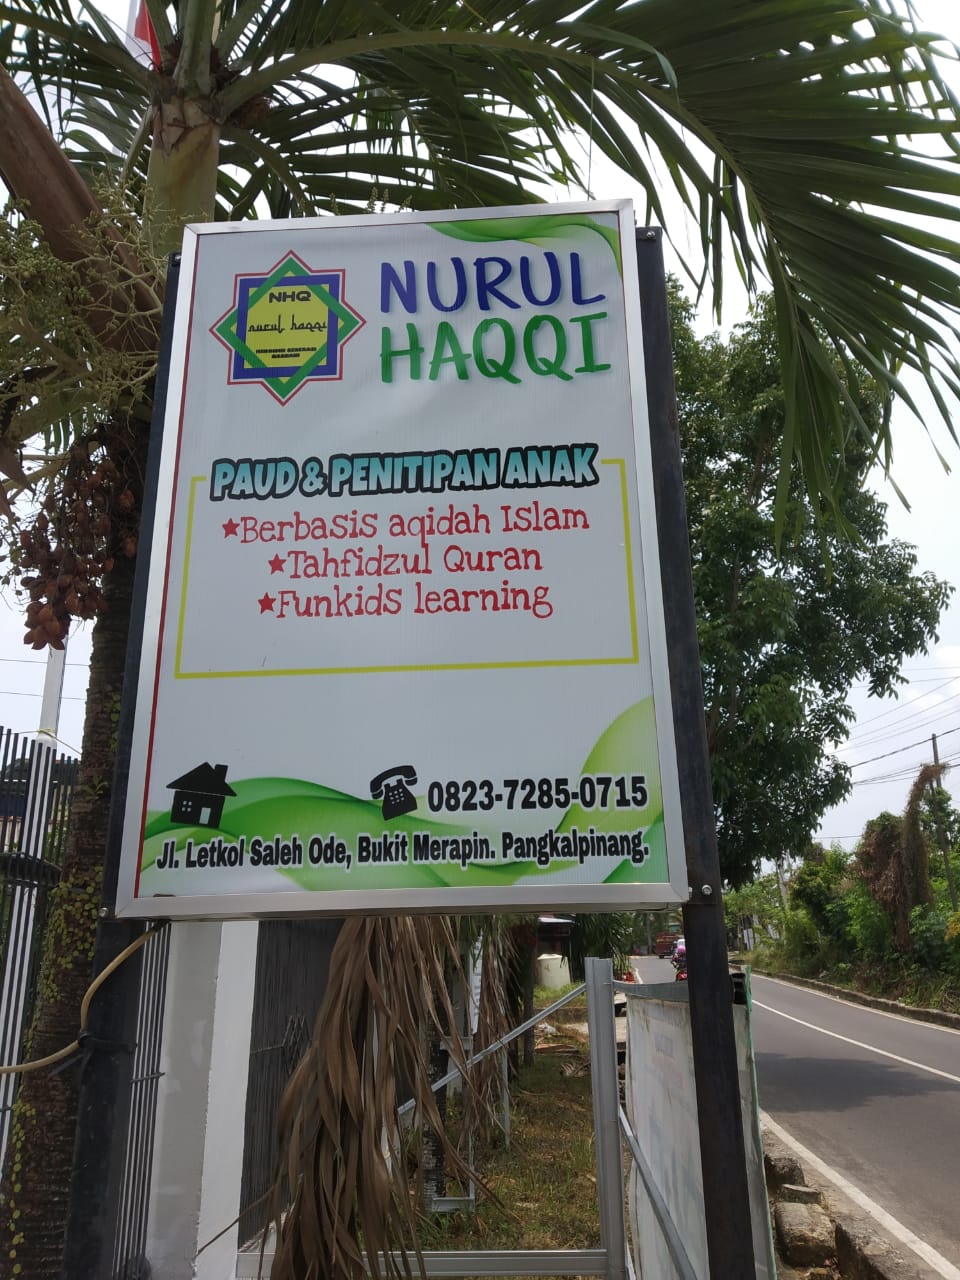 NHQ
nurul haqqi
NURUL
HAQQI
PAUD & PENITIPAN ANAK
Berbasis aqidah Islam
Tahfidzul Quran
Funkids learning
0823-7285-0715
Jl. Letkol Saleh Ode, Bukit Merapin. Pangkalpinang.